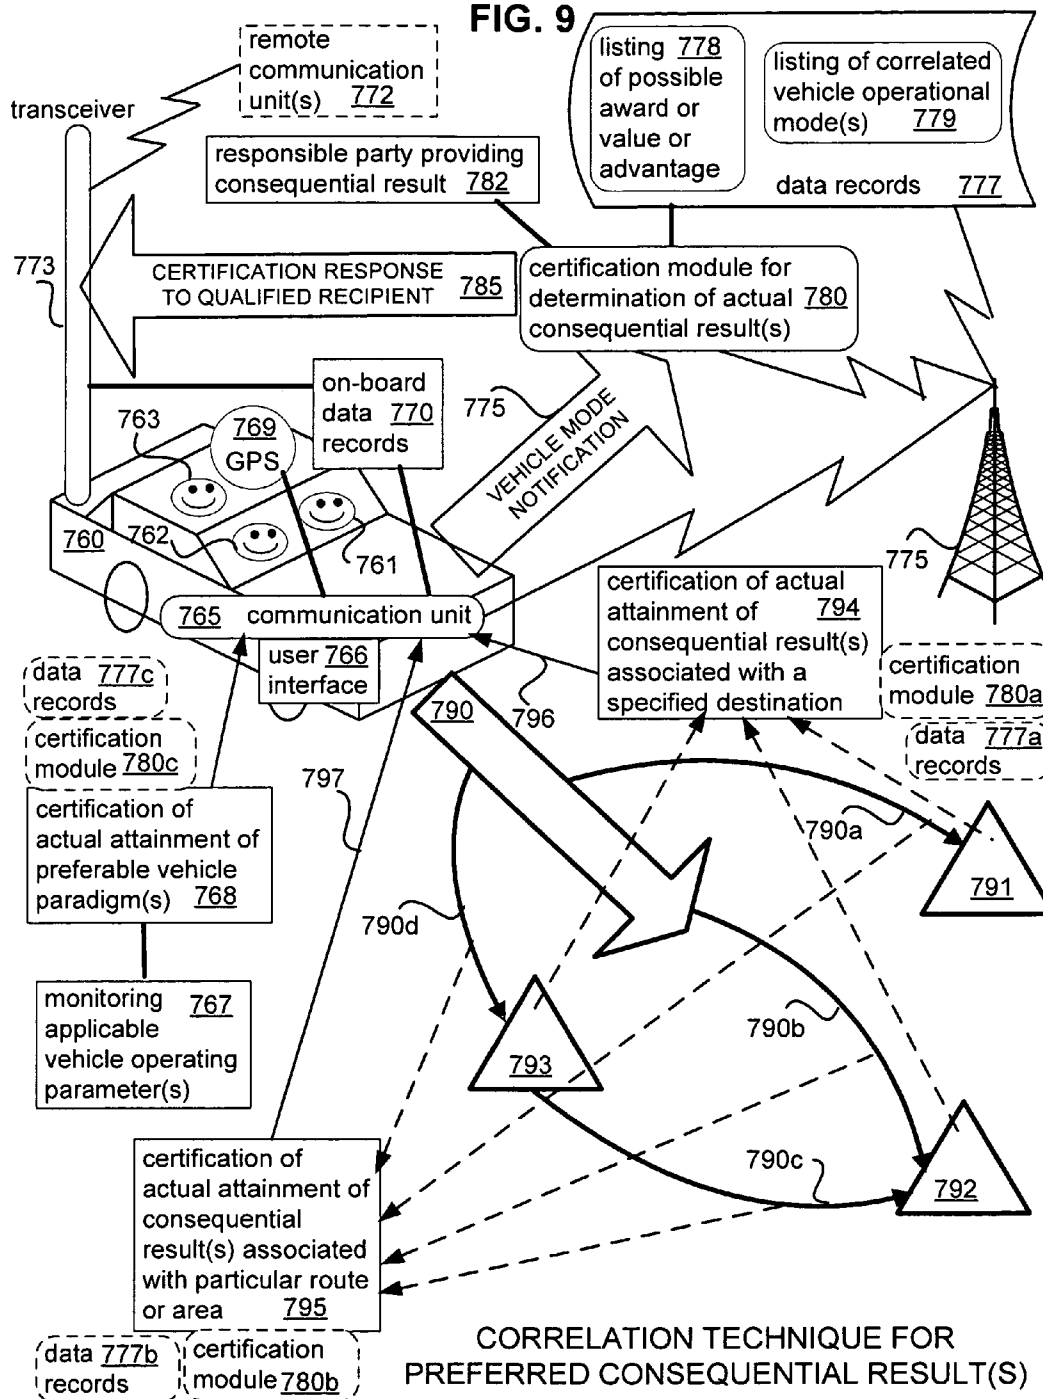 FIG. 9
remote
communication
unit(s) 772
transceiver
listing 778
of possible
award or
value or
advantage
listing of correlated
vehicle operational
mode(s) 779
data records 777
responsible party providing
consequential result 782
773
CERTIFICATION RESPONSE
TO QUALIFIED RECIPIENT 785
certification module for
determination of actual 780
consequential result(s)
on-board
data 770
records
775
VEHICLE MODE
NOTIFICATION
763
769
GPS
762
761
760
775
765 communication unit
user 766
interface
certification of actual
attainment of 794
consequential result(s)
associated with a
specified destination
certification
module 780a
data 777a
records
data 777c
records
certification
module 780c
790
796
797
certification of
actual attainment of
preferable vehicle
paradigm(s) 768
790a
791
790d
monitoring 767
applicable
vehicle operating
parameter(s)
793
790b
790c
792
certification of
actual attainment of
consequential
result(s) associated
with particular route
or area 795
data 777b
records
certification
module 780b
CORRELATION TECHNIQUE FOR
PREFERRED CONSEQUENTIAL RESULT(S)